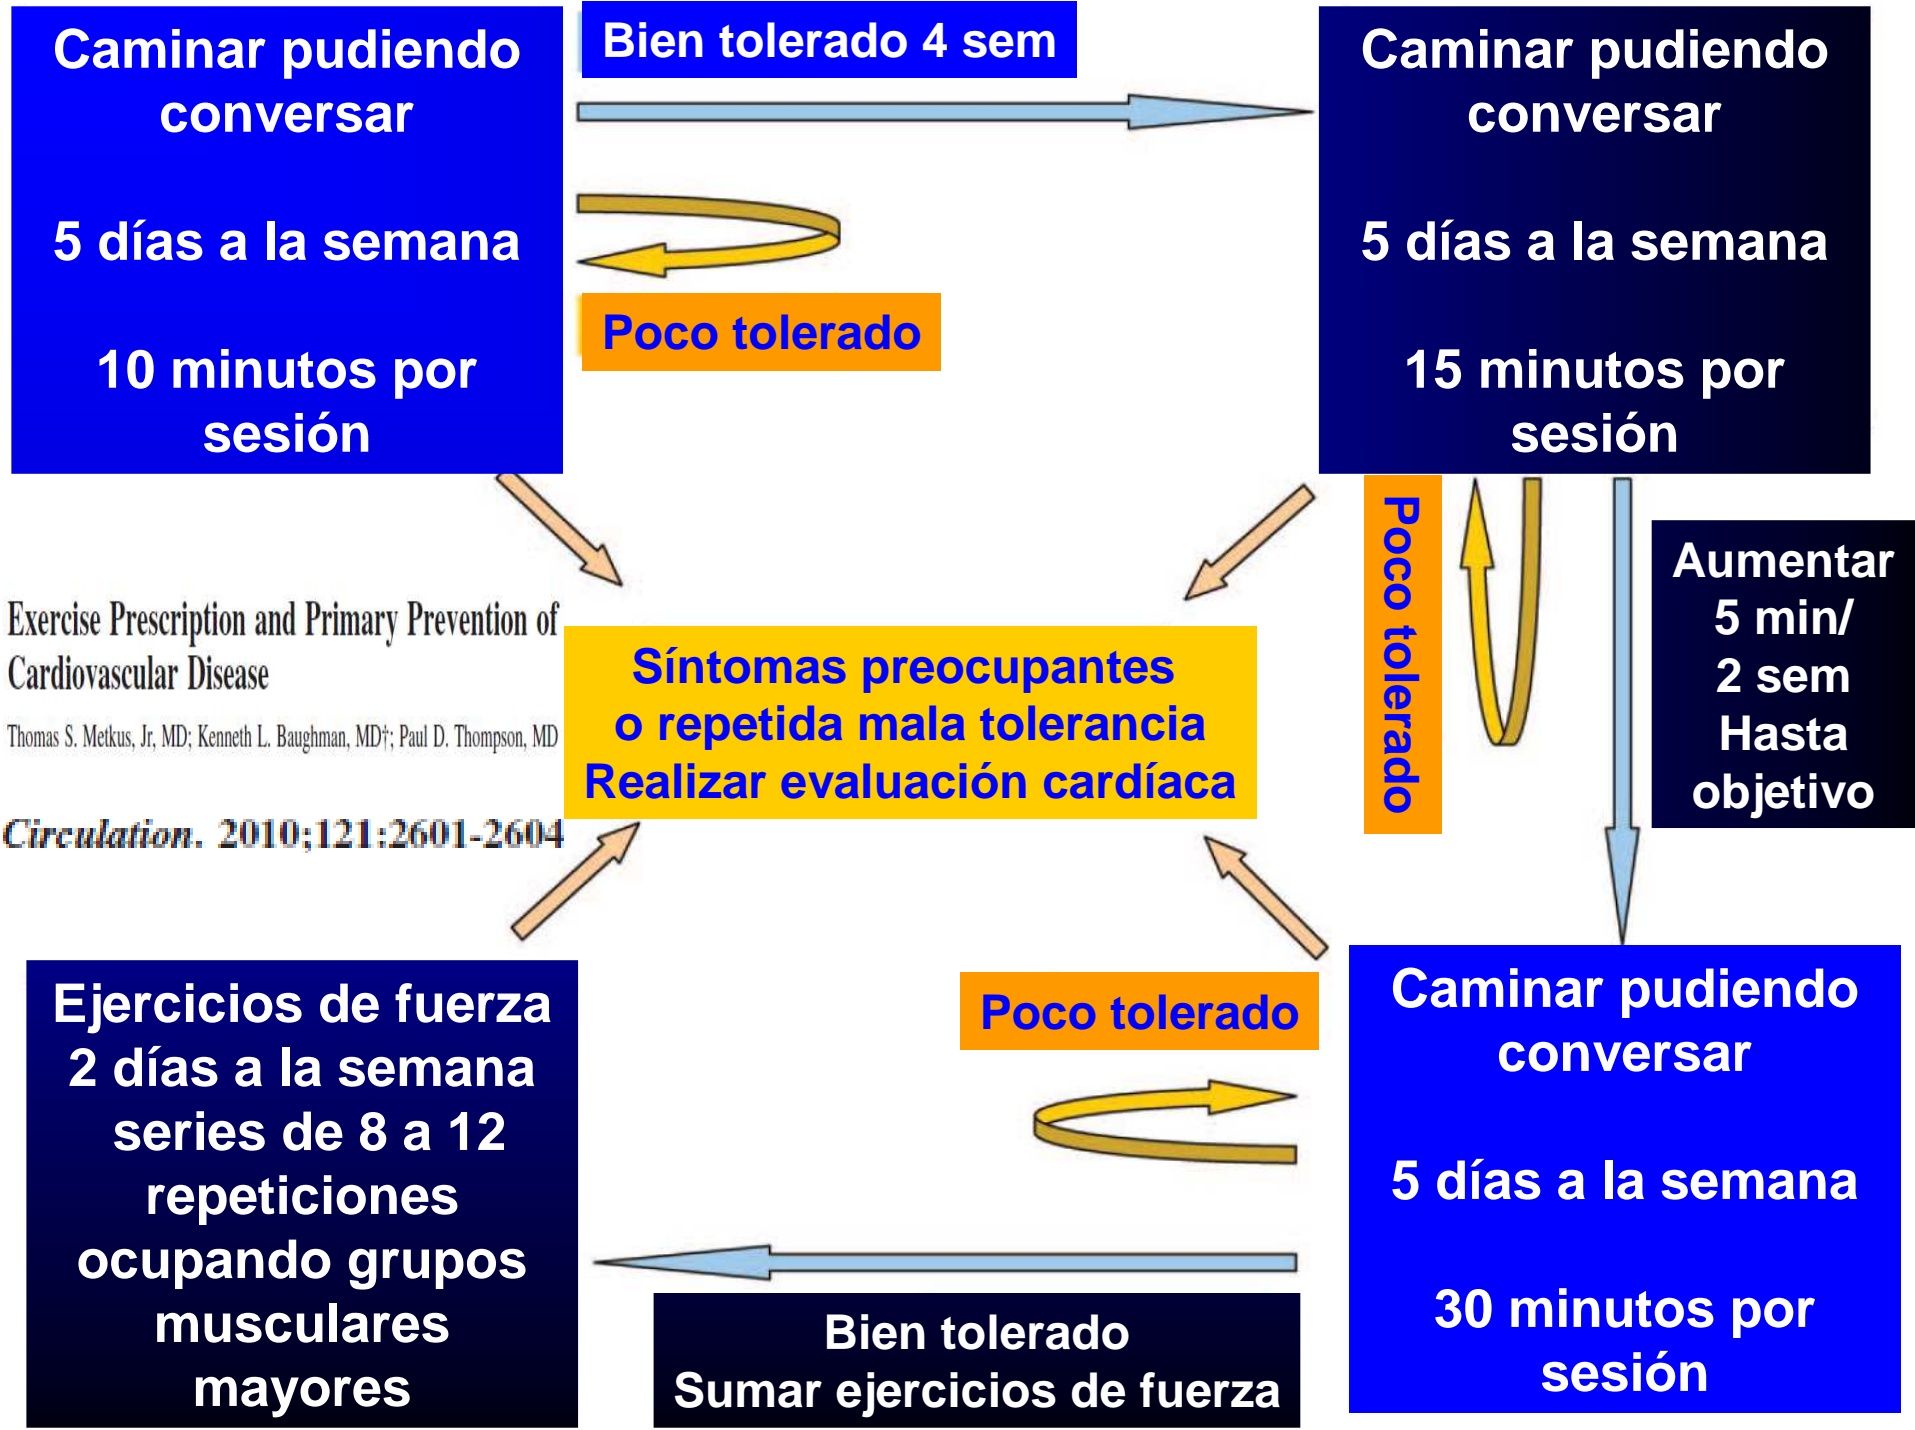 Caminar pudiendo
conversar
5 días a la semana
10 minutos por
sesión
Bien tolerado 4 sem
Poco tolerado
Caminar pudiendo
conversar
5 días a la semana
15 minutos por
sesión
Poco tolerado
Aumentar
5 min/
2 sem
Hasta
objetivo
Exercise Prescription and Primary Prevention of
Cardiovascular Disease
Thomas S. Metkus, Jr, MD; Kenneth L. Baughman, MD†; Paul D. Thompson, MD
Circulation. 2010;121:2601-2604
Síntomas preocupantes
o repetida mala tolerancia
Realizar evaluación cardíaca
Caminar pudiendo
conversar
5 días a la semana
30 minutos por
sesión
Poco tolerado
Bien tolerado
Sumar ejercicios de fuerza
Ejercicios de fuerza
2 días a la semana
series de 8 a 12
repeticiones
ocupando grupos
musculares
mayores